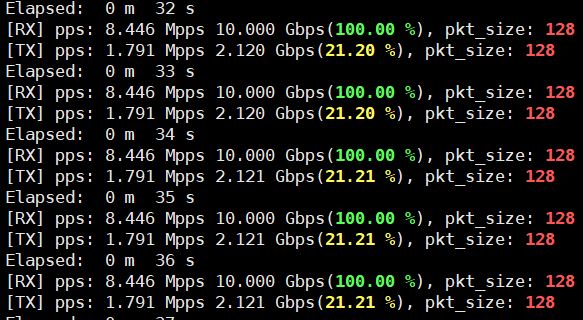 Elapsed:  0 m  32 s
[RX] pps: 8.446 Mpps 10.000 Gbps(100.00 %), pkt_size: 128
[TX] pps: 1.791 Mpps 2.120 Gbps(21.20 %), pkt_size: 128
Elapsed:  0 m  33 s
[RX] pps: 8.446 Mpps 10.000 Gbps(100.00 %), pkt_size: 128
[TX] pps: 1.791 Mpps 2.120 Gbps(21.20 %), pkt_size: 128
Elapsed:  0 m  34 s
[RX] pps: 8.446 Mpps 10.000 Gbps(100.00 %), pkt_size: 128
[TX] pps: 1.791 Mpps 2.121 Gbps(21.21 %), pkt_size: 128
Elapsed:  0 m  35 s
[RX] pps: 8.446 Mpps 10.000 Gbps(100.00 %), pkt_size: 128
[TX] pps: 1.791 Mpps 2.121 Gbps(21.21 %), pkt_size: 128
Elapsed:  0 m  36 s
[RX] pps: 8.446 Mpps 10.000 Gbps(100.00 %), pkt_size: 128
[TX] pps: 1.791 Mpps 2.121 Gbps(21.21 %), pkt_size: 128